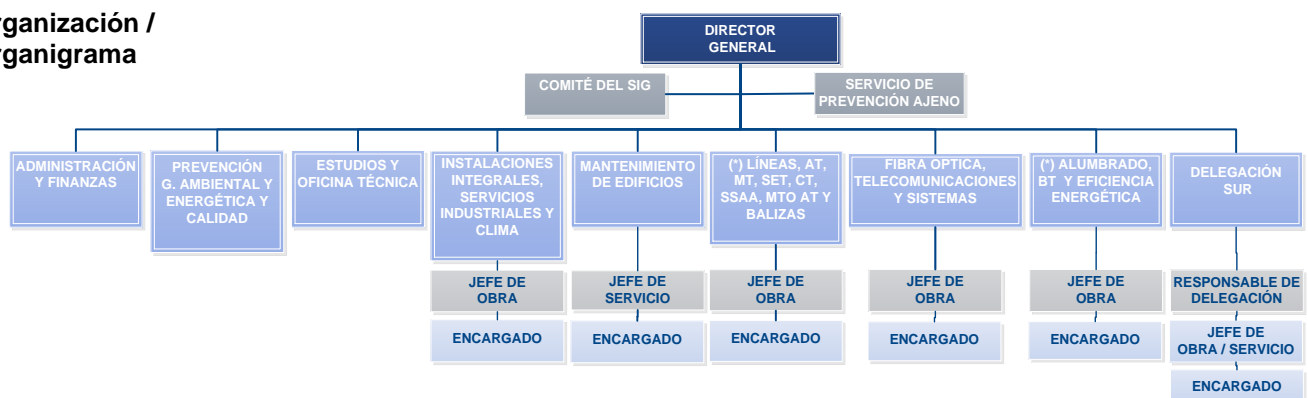 rganización /
rganigrama
DIRECTOR
GENERAL
COMITÉ DEL SIG
SERVICIO DE
PREVENCIÓN AJENO
ADMINISTRACIÓN
Y FINANZAS
PREVENCIÓN
G. AMBIENTAL Y
ENERGÉTICA Y
CALIDAD
ESTUDIOS Y
OFICINA TÉCNICA
INSTALACIONES
INTEGRALES,
SERVICIOS
INDUSTRIALES Y
CLIMA
MANTENIMIENTO
DE EDIFICIOS
(*) LÍNEAS, AT,
MT, SET, CT,
SSAA, MTO AT Y
BALIZAS
FIBRA OPTICA,
TELECOMUNICACIONES
Y SISTEMAS
(*) ALUMBRADO,
BT Y EFICIENCIA
ENERGÉTICA
DELEGACIÓN
SUR
JEFE DE
OBRA
JEFE DE
SERVICIO
JEFE DE
OBRA
JEFE DE
OBRA
JEFE DE
OBRA
RESPONSABLE DE
DELEGACIÓN
ENCARGADO
ENCARGADO
ENCARGADO
ENCARGADO
ENCARGADO
JEFE DE
OBRA / SERVICIO
ENCARGADO